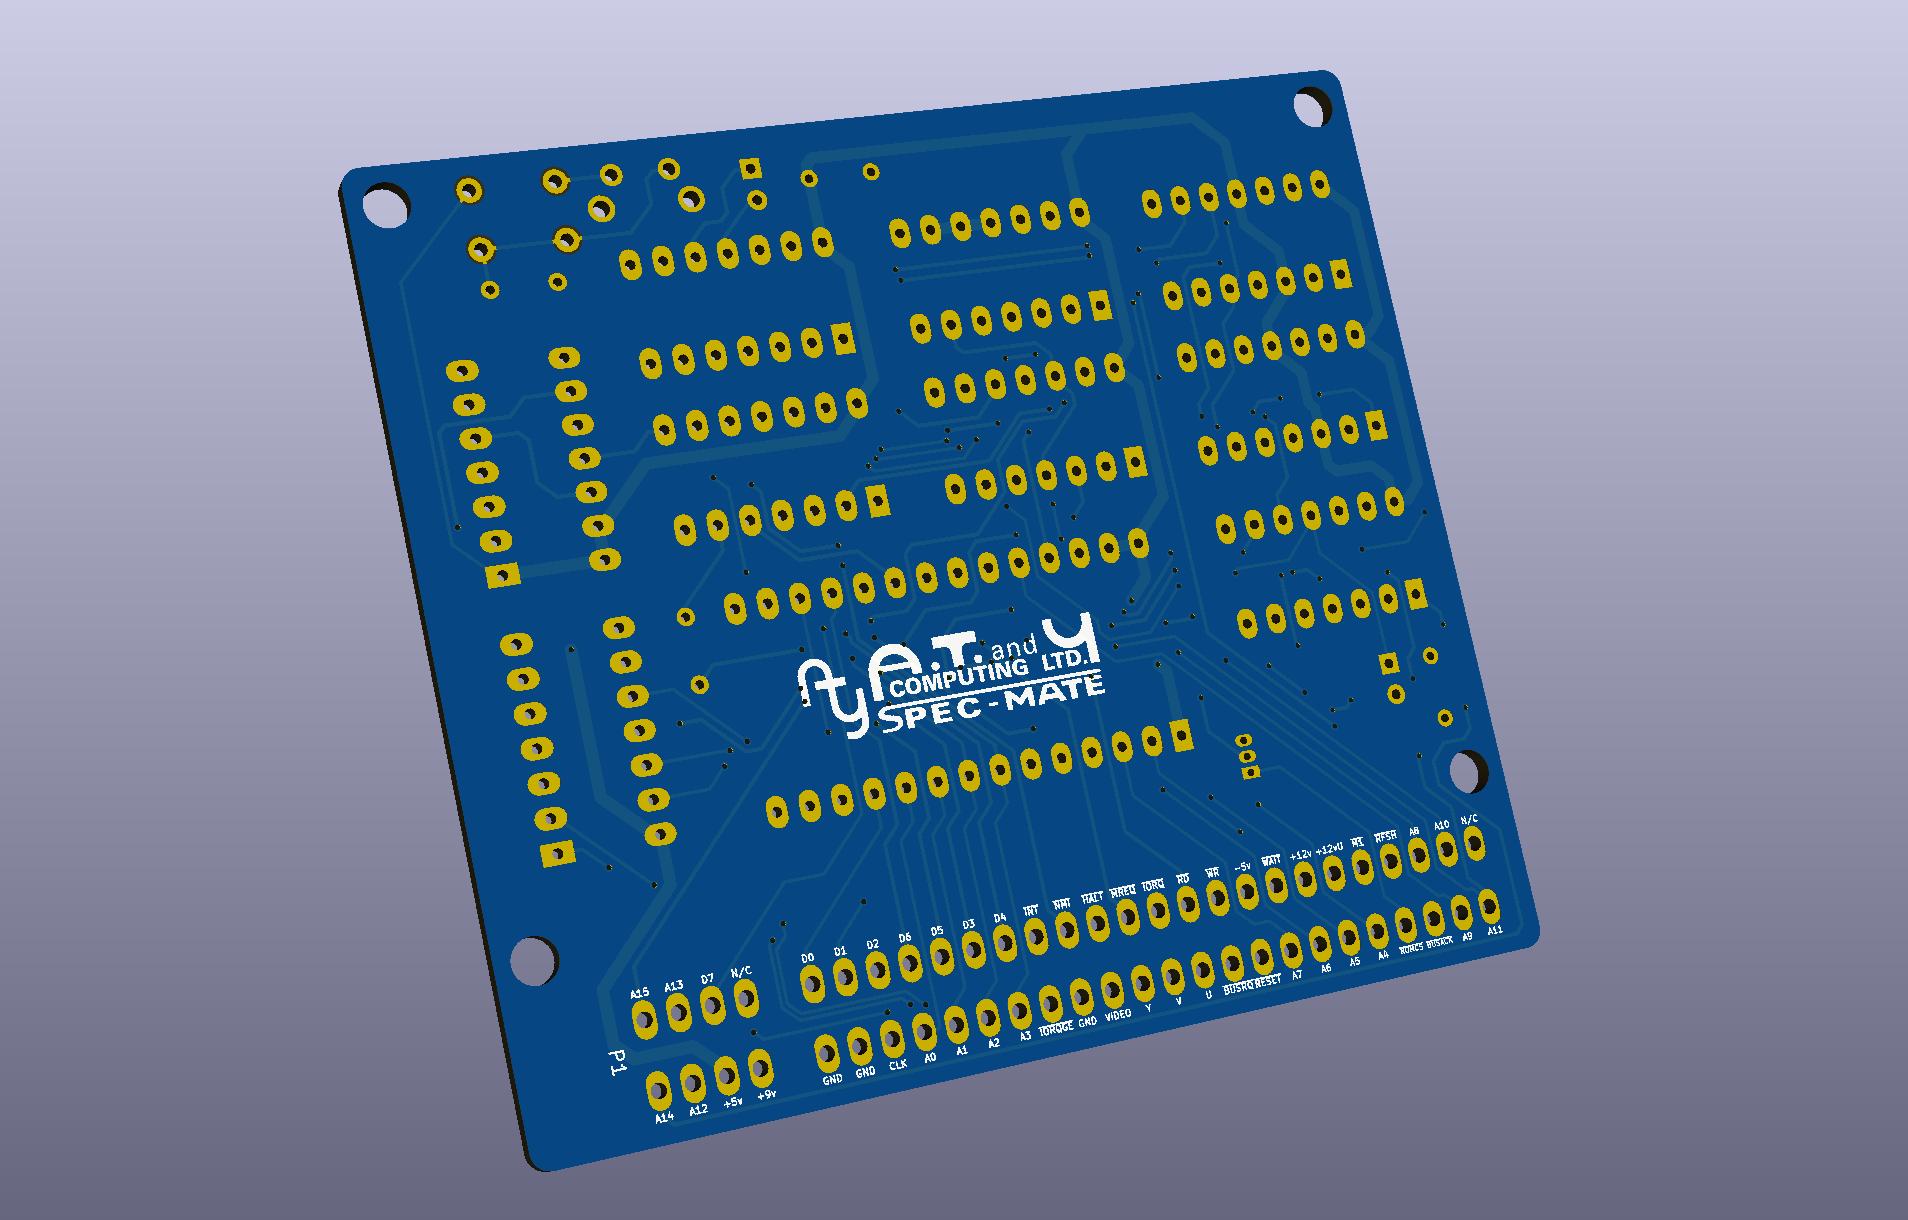 A.T. and Y
COMPUTING LTD.
SPEC-MATE
Aty
A15 A13 D7 N/C D0 D1 D2 D6 D5 D3 D4 INT NMI HALT MREQ IORQ RD WR -5v WAIT +12v +12vU M1 RFSH A8 A10 N/C
P1
A14 A12 +5v +9v GND GND CLK A0 A1 A2 A3 IORQGE GND VIDEO Y V U BUSRQ RESET A7 A6 A5 A4 ROMCS BUSACK A9 A11